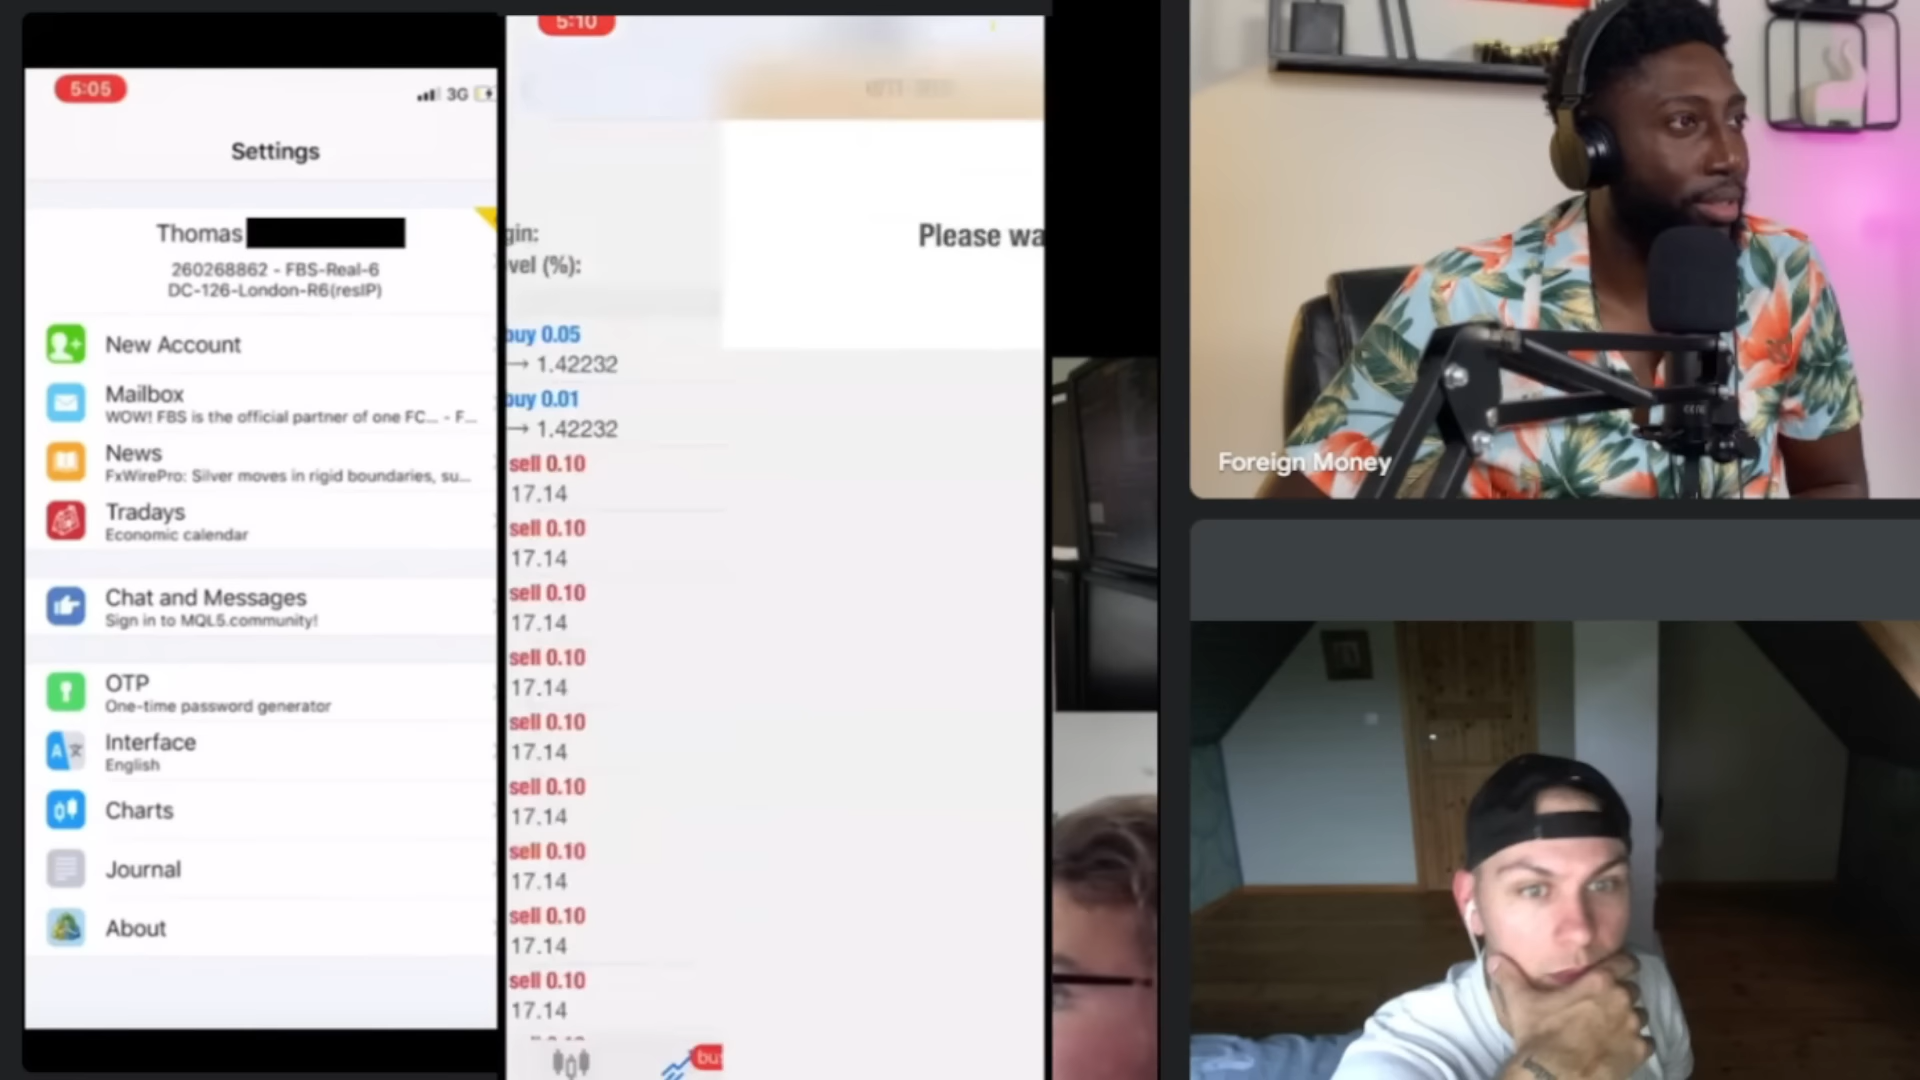 5:05
3G
Settings
Thomas
260268862 - FBS-Real-6
DC-126-London-R6(resIP)
New Account
Mailbox
WOW! FBS is the official partner of one FC... - F...
News
FxWirePro: Silver moves in rigid boundaries, su...
Tradays
Economic calendar
Chat and Messages
Sign in to MQL5.community!
OTP
One-time password generator
Interface
English
Charts
Journal
About
5:10
Please wa
gin:
vel (%):
buy 0.05
→ 1.42232
buy 0.01
→ 1.42232
sell 0.10
17.14
sell 0.10
17.14
sell 0.10
17.14
sell 0.10
17.14
sell 0.10
17.14
sell 0.10
17.14
sell 0.10
17.14
sell 0.10
17.14
sell 0.10
17.14
bu
Foreign Money